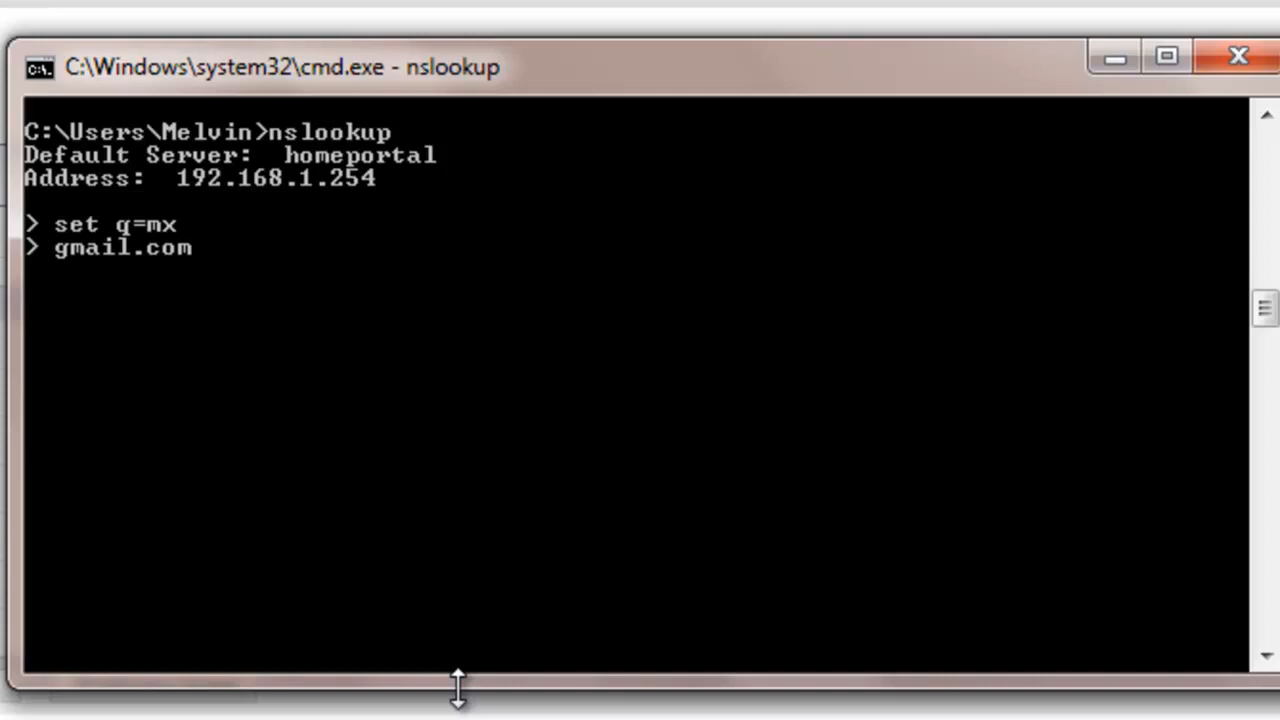 C:\Windows\system32\cmd.exe - nslookup
C:\Users\Melvin>nslookup
Default Server:  homeportal
Address:  192.168.1.254
> set q=mx
> gmail.com